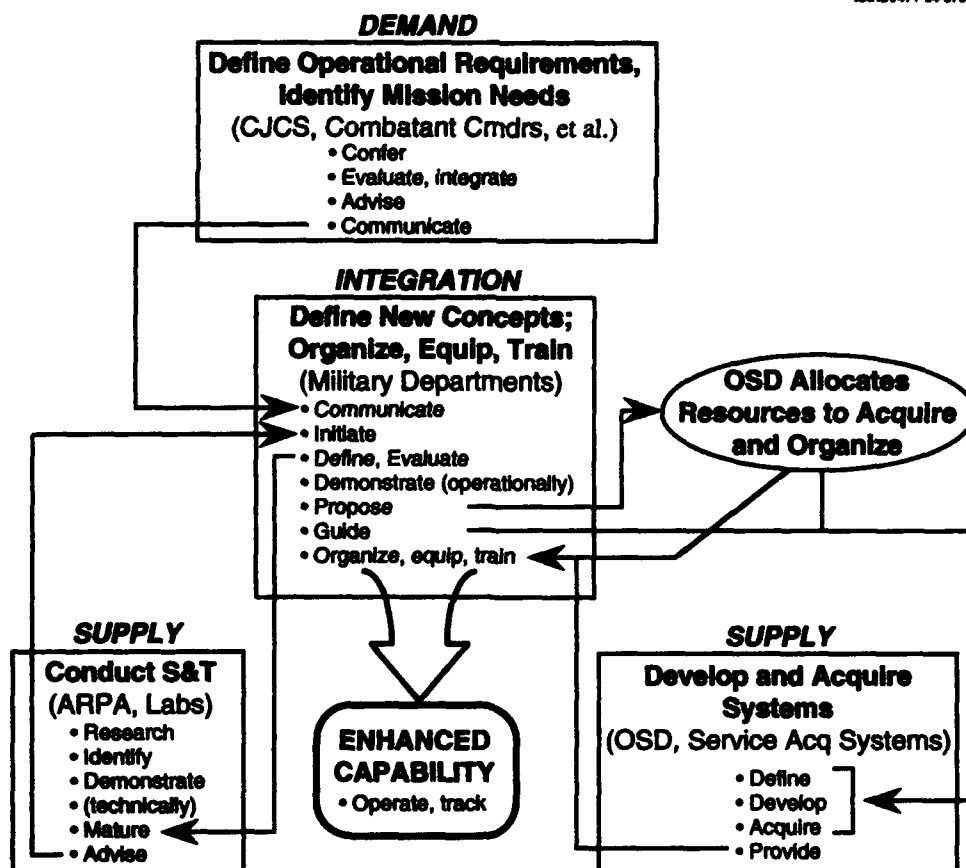 DEMAND
Define Operational Requirements,
Identify Mission Needs
(CJCS, Combatant Cmdrs, et al.)
• Confer
• Evaluate, integrate
• Advise
• Communicate
INTEGRATION
Define New Concepts;
Organize, Equip, Train
(Military Departments)
• Communicate
• Initiate
• Define, Evaluate
• Demonstrate (operationally)
• Propose
• Guide
• Organize, equip, train
OSD Allocates
Resources to Acquire
and Organize
SUPPLY
Conduct S&T
(ARPA, Labs)
• Research
• Identify
• Demonstrate
• (technically)
• Mature
• Advise
ENHANCED
CAPABILITY
• Operate, track
SUPPLY
Develop and Acquire
Systems
(OSD, Service Acq Systems)
• Define
• Develop
• Acquire
• Provide